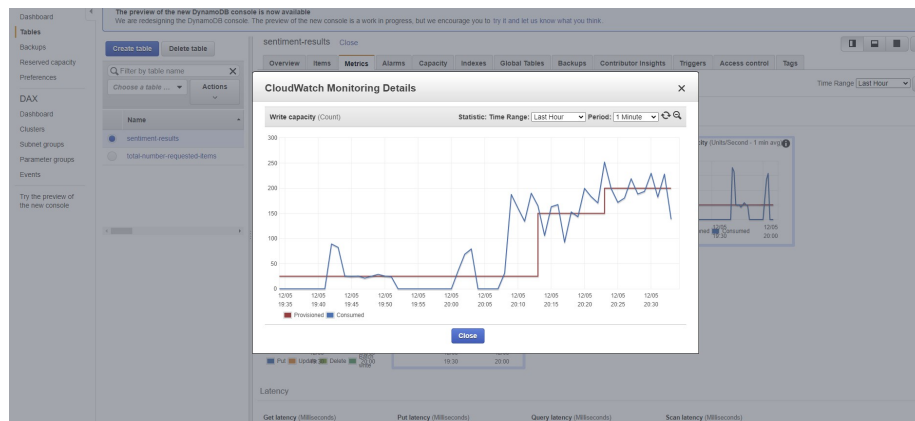 The preview of the new DynamoDB console is now available
We are redesigning the DynamoDB console. The preview of the new console is a work in progress, but we encourage you to try it and let us know what you think.
Dashboard
Tables
Backups
Reserved capacity
Preferences
DAX
Dashboard
Clusters
Subnet groups
Parameter groups
Events
Try the preview of
the new console
Create table
Delete table
Filter by table name
Choose a table ...
Actions
Name
sentiment-results
total-number-requested-items
sentiment-results Close
Overview Items Metrics Alarms Capacity Indexes Global Tables Backups Contributor Insights Triggers Access control Tags
Time Range Last Hour
CloudWatch Monitoring Details
Write capacity (Count) Statistic: Time Range: Last Hour Period: 1 Minute
300
250
200
150
100
50
0
12/05 12/05 12/05 12/05 12/05 12/05 12/05 12/05 12/05 12/05 12/05 12/05
19:35 19:40 19:45 19:50 19:55 20:00 20:05 20:10 20:15 20:20 20:25 20:30
Provisioned Consumed
Close
(Units/Second - 1 min avg)
12/05 12/05
Consumed
19:30 20:00
Put Update Delete
20:00
19:30 20:00
Latency
Get latency (Milliseconds) Put latency (Milliseconds) Query latency (Milliseconds) Scan latency (Milliseconds)